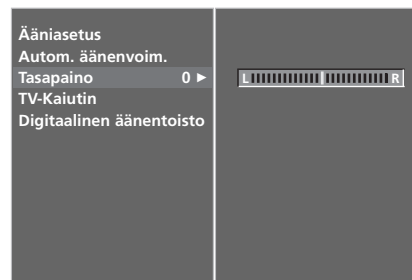 Ääniasetus
Autom. äänenvoim.
Tasapaino 0 ►
L R
TV-Kaiutin
Digitaalinen äänentoisto